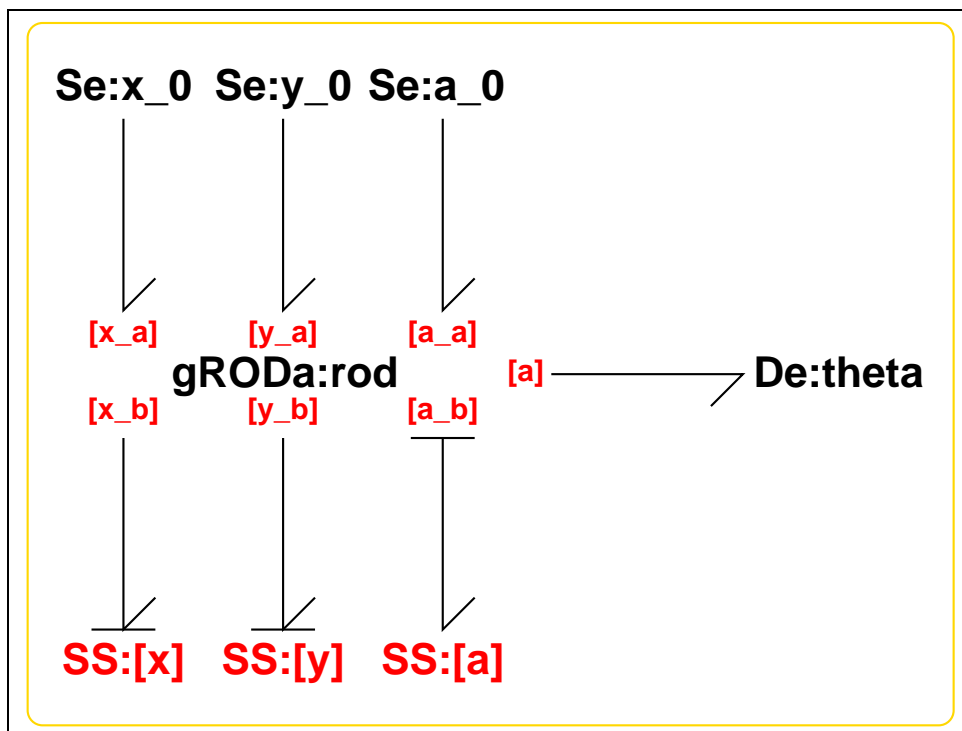 Se:x_0 Se:y_0 Se:a_0
[x_a] [y_a] [a_a]
gRODa:rod [a] De:theta
[x_b] [y_b] [a_b]
SS:[x] SS:[y] SS:[a]